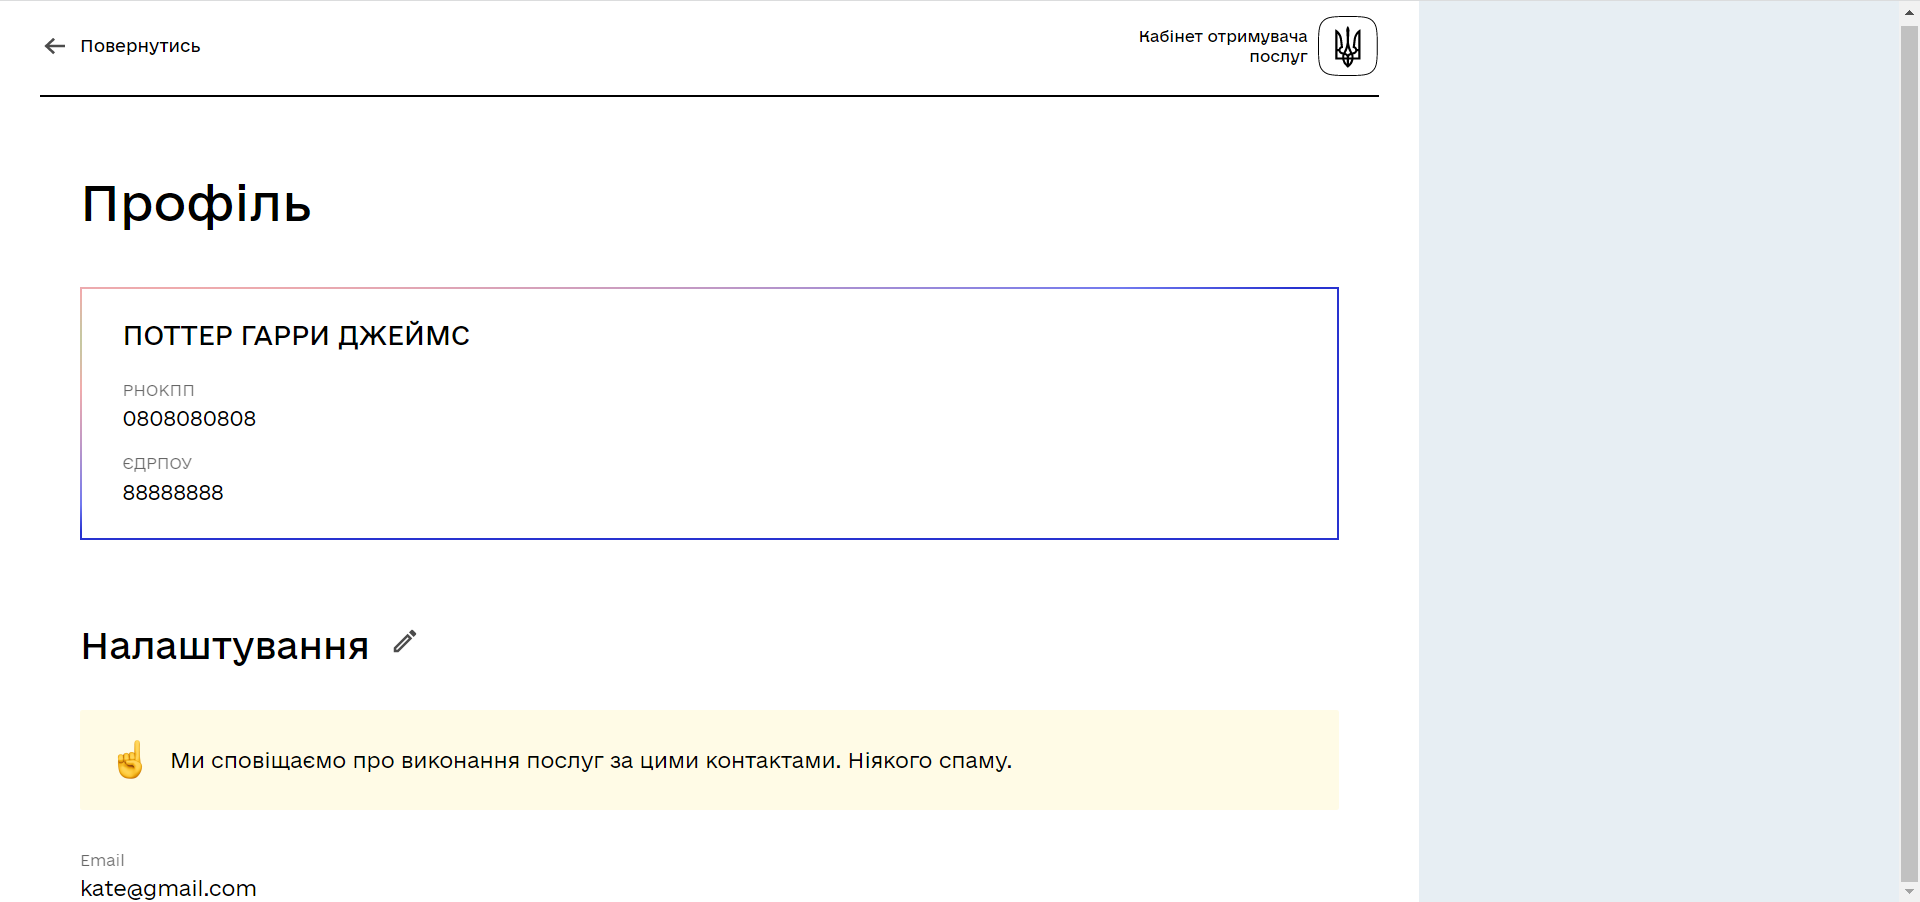 Повернутись
Кабінет отримувача
послуг
Профіль
ПОТТЕР ГАРРИ ДЖЕЙМС
РНОКПП
0808080808
ЄДРПОУ
88888888
Налаштування
Ми сповіщаємо про виконання послуг за цими контактами. Ніякого спаму.
Email
kate@gmail.com